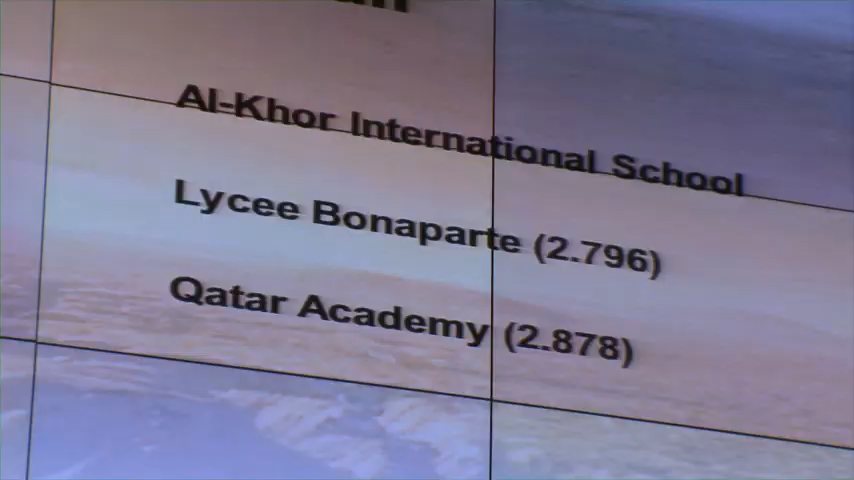 Al-Khor International School
Lycee Bonaparte (2.796)
Qatar Academy (2.878)